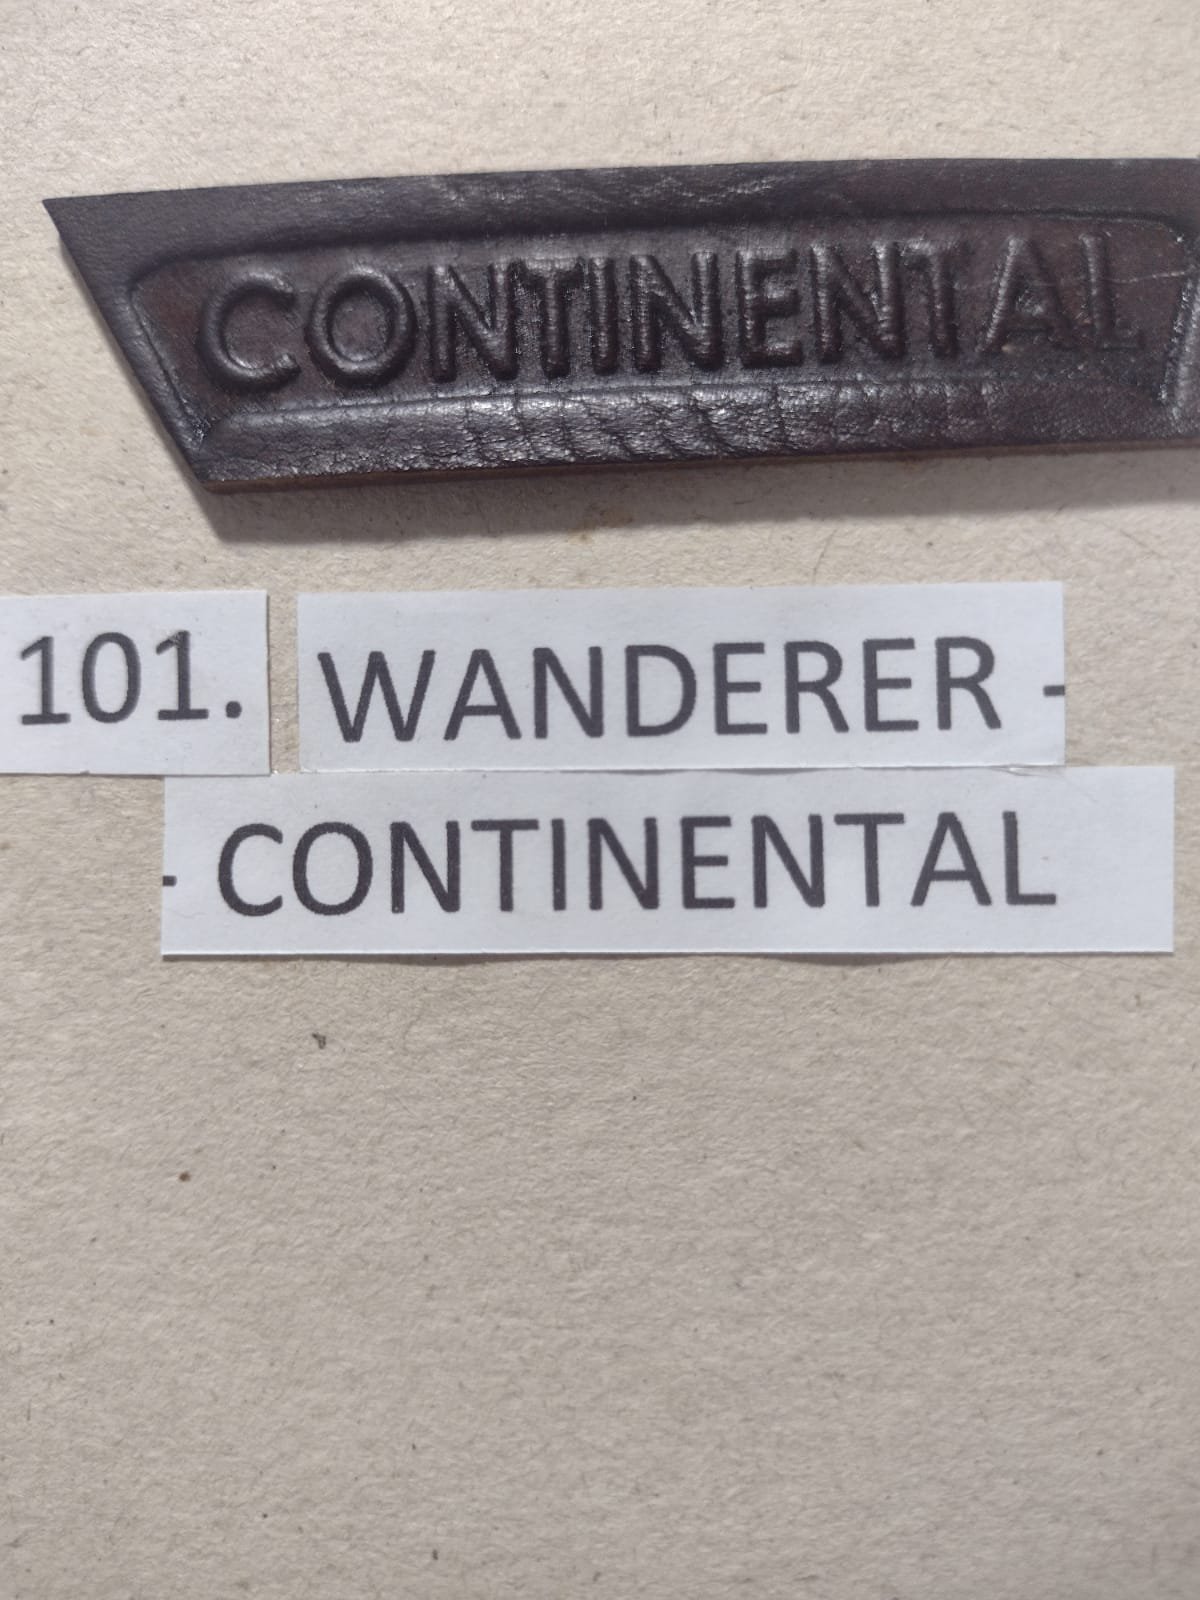 CONTINENTAL
101. WANDERER -
- CONTINENTAL